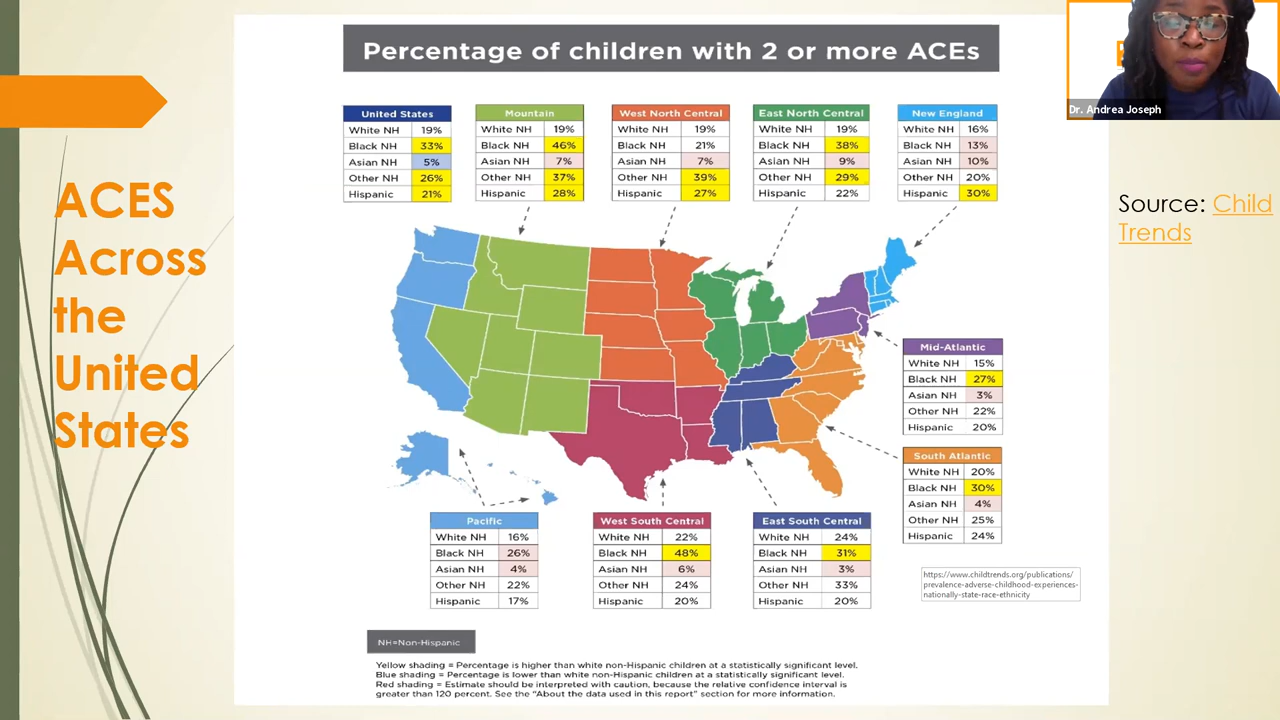 Percentage of children with 2 or more ACEs
Dr. Andrea Joseph
ACES
Across
the
United
States
United States
White NH 19%
Black NH 33%
Asian NH 5%
Other NH 26%
Hispanic 21%
Mountain
White NH 19%
Black NH 46%
Asian NH 7%
Other NH 37%
Hispanic 28%
West North Central
White NH 19%
Black NH 21%
Asian NH 7%
Other NH 39%
Hispanic 27%
East North Central
White NH 19%
Black NH 38%
Asian NH 9%
Other NH 29%
Hispanic 22%
New England
White NH 16%
Black NH 13%
Asian NH 10%
Other NH 20%
Hispanic 30%
Source: Child
Trends
Mid-Atlantic
White NH 15%
Black NH 27%
Asian NH 3%
Other NH 22%
Hispanic 20%
South Atlantic
White NH 20%
Black NH 30%
Asian NH 4%
Other NH 25%
Hispanic 24%
Pacific
White NH 16%
Black NH 26%
Asian NH 4%
Other NH 22%
Hispanic 17%
West South Central
White NH 22%
Black NH 48%
Asian NH 6%
Other NH 24%
Hispanic 20%
East South Central
White NH 24%
Black NH 31%
Asian NH 3%
Other NH 33%
Hispanic 20%
https://www.childtrends.org/publications/
prevalence-adverse-childhood-experiences-
nationally-state-race-ethnicity
NH=Non-Hispanic
Yellow shading = Percentage is higher than white non-Hispanic children at a statistically significant level.
Blue shading = Percentage is lower than white non-Hispanic children at a statistically significant level.
Red shading = Estimate should be interpreted with caution, because the relative confidence interval is
greater than 120 percent. See the “About the data used in this report” section for more information.